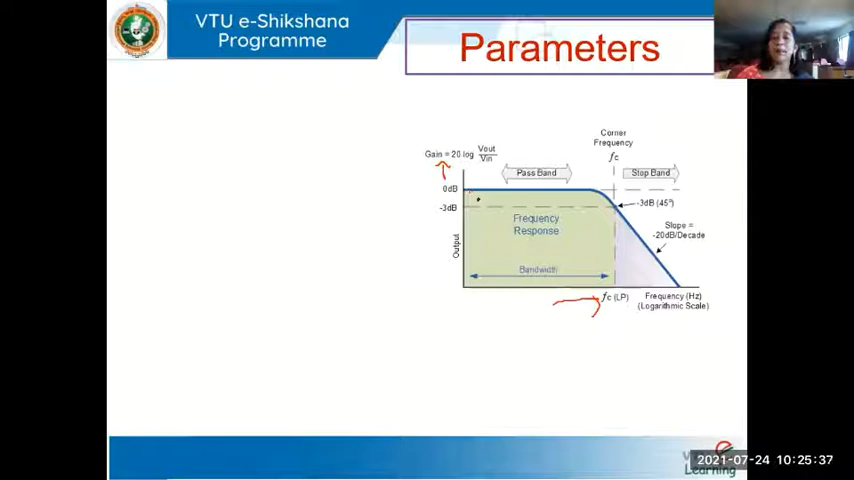 VTU e-Shikshana
Programme
Parameters
Corner
Frequency
fc
Gain = 20 log Vout
Vin
Pass Band
Stop Band
0dB
-3dB
-3dB (45°)
Frequency
Response
Slope =
-20dB/Decade
Output
Bandwidth
fc (LP)
Frequency (Hz)
(Logarithmic Scale)
2021-07-24 10:25:37
Learning